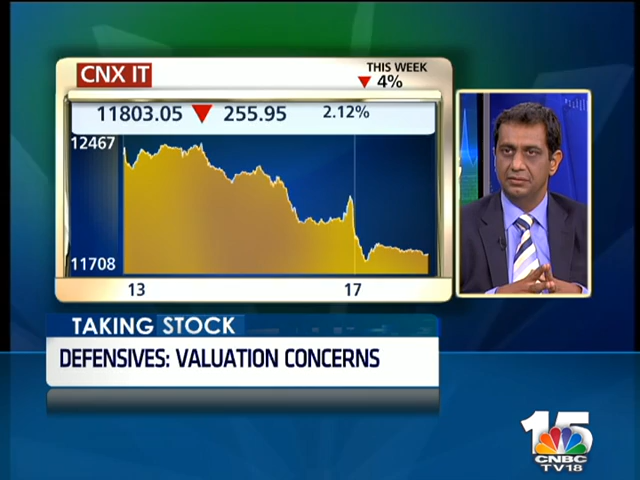 CNX IT
THIS WEEK
▼ 4%
11803.05 ▼ 255.95 2.12%
12467
11708
13 17
TAKING STOCK
DEFENSIVES: VALUATION CONCERNS
15
CNBC
TV18